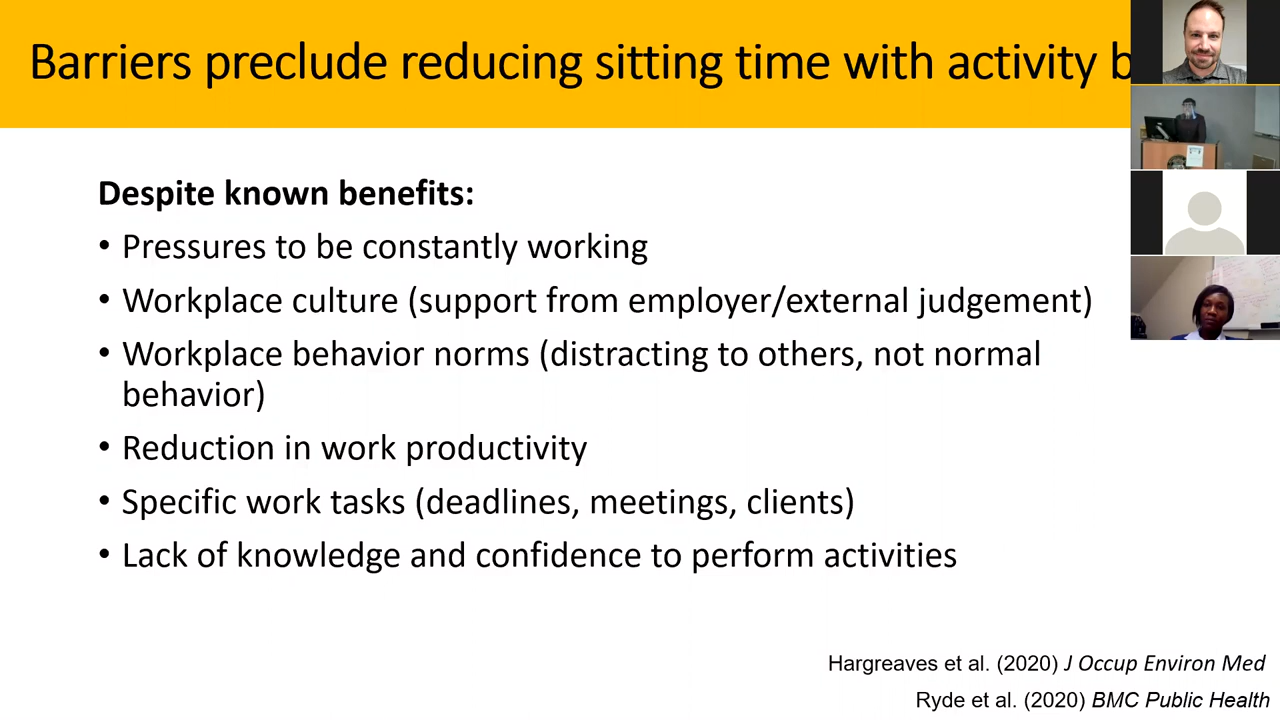 Barriers preclude reducing sitting time with activity b
Despite known benefits:
• Pressures to be constantly working
• Workplace culture (support from employer/external judgement)
• Workplace behavior norms (distracting to others, not normal
behavior)
• Reduction in work productivity
• Specific work tasks (deadlines, meetings, clients)
• Lack of knowledge and confidence to perform activities
Hargreaves et al. (2020) J Occup Environ Med
Ryde et al. (2020) BMC Public Health